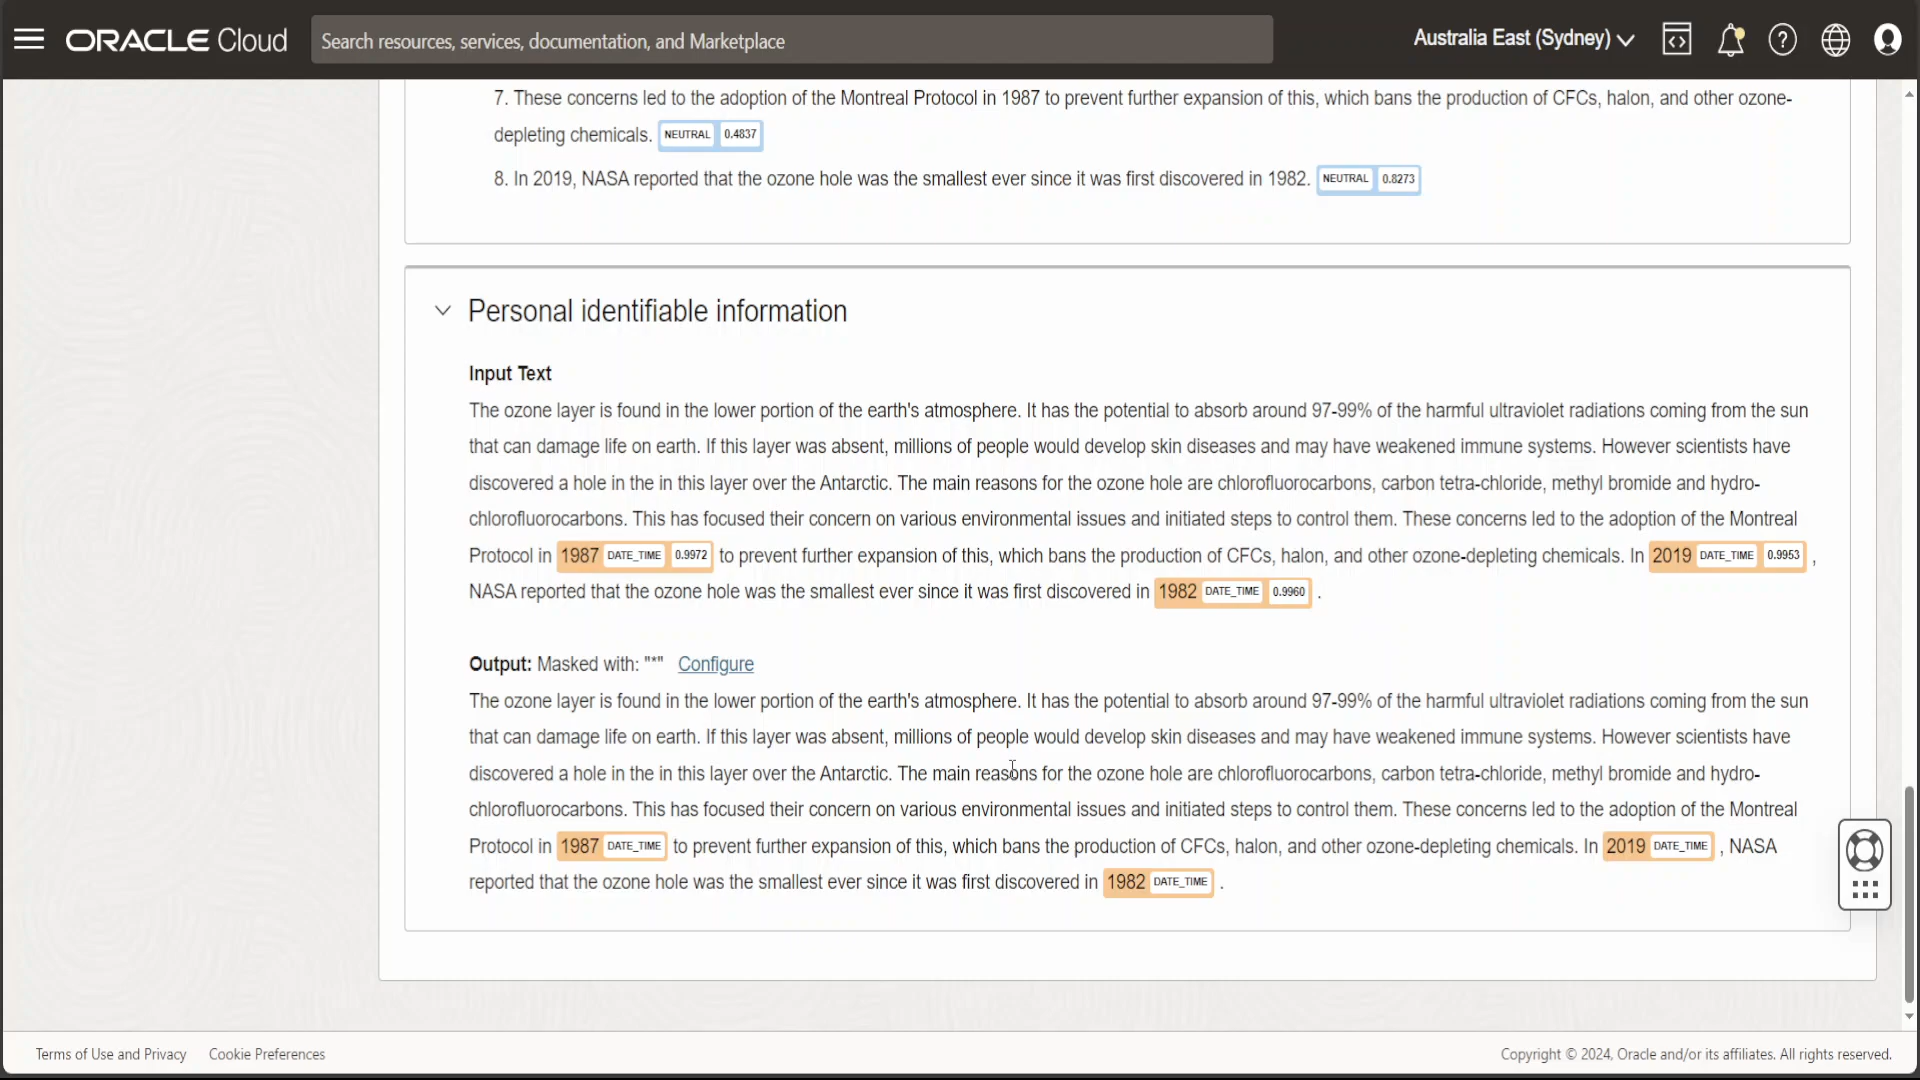 ORACLE Cloud
Search resources, services, documentation, and Marketplace
Australia East (Sydney)
7. These concerns led to the adoption of the Montreal Protocol in 1987 to prevent further expansion of this, which bans the production of CFCs, halon, and other ozone-
depleting chemicals. NEUTRAL 0.4837
8. In 2019, NASA reported that the ozone hole was the smallest ever since it was first discovered in 1982. NEUTRAL 0.8273
Personal identifiable information
Input Text
The ozone layer is found in the lower portion of the earth's atmosphere. It has the potential to absorb around 97-99% of the harmful ultraviolet radiations coming from the sun
that can damage life on earth. If this layer was absent, millions of people would develop skin diseases and may have weakened immune systems. However scientists have
discovered a hole in the in this layer over the Antarctic. The main reasons for the ozone hole are chlorofluorocarbons, carbon tetra-chloride, methyl bromide and hydro-
chlorofluorocarbons. This has focused their concern on various environmental issues and initiated steps to control them. These concerns led to the adoption of the Montreal
Protocol in 1987 DATE_TIME 0.9972 to prevent further expansion of this, which bans the production of CFCs, halon, and other ozone-depleting chemicals. In 2019 DATE_TIME 0.9953 ,
NASA reported that the ozone hole was the smallest ever since it was first discovered in 1982 DATE_TIME 0.9960 .
Output: Masked with: "*" Configure
The ozone layer is found in the lower portion of the earth's atmosphere. It has the potential to absorb around 97-99% of the harmful ultraviolet radiations coming from the sun
that can damage life on earth. If this layer was absent, millions of people would develop skin diseases and may have weakened immune systems. However scientists have
discovered a hole in the in this layer over the Antarctic. The main reasons for the ozone hole are chlorofluorocarbons, carbon tetra-chloride, methyl bromide and hydro-
chlorofluorocarbons. This has focused their concern on various environmental issues and initiated steps to control them. These concerns led to the adoption of the Montreal
Protocol in 1987 DATE_TIME to prevent further expansion of this, which bans the production of CFCs, halon, and other ozone-depleting chemicals. In 2019 DATE_TIME , NASA
reported that the ozone hole was the smallest ever since it was first discovered in 1982 DATE_TIME .
Terms of Use and Privacy Cookie Preferences
Copyright © 2024, Oracle and/or its affiliates. All rights reserved.